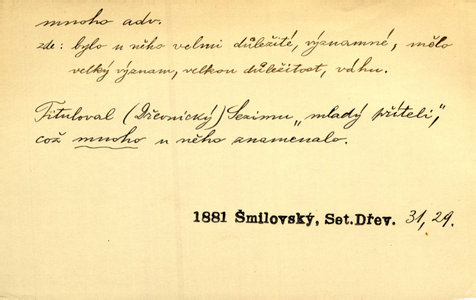 mnoho adv.
zde: bylo u něho velmi důležité, významné, mělo
velký význam, velkou důležitost, váhu.
Tituloval (Dřevnický) Sezimu „mladý příteli",
což mnoho u něho znamenalo.
1881 Šmilovský, Set.Dřev. 31, 29.